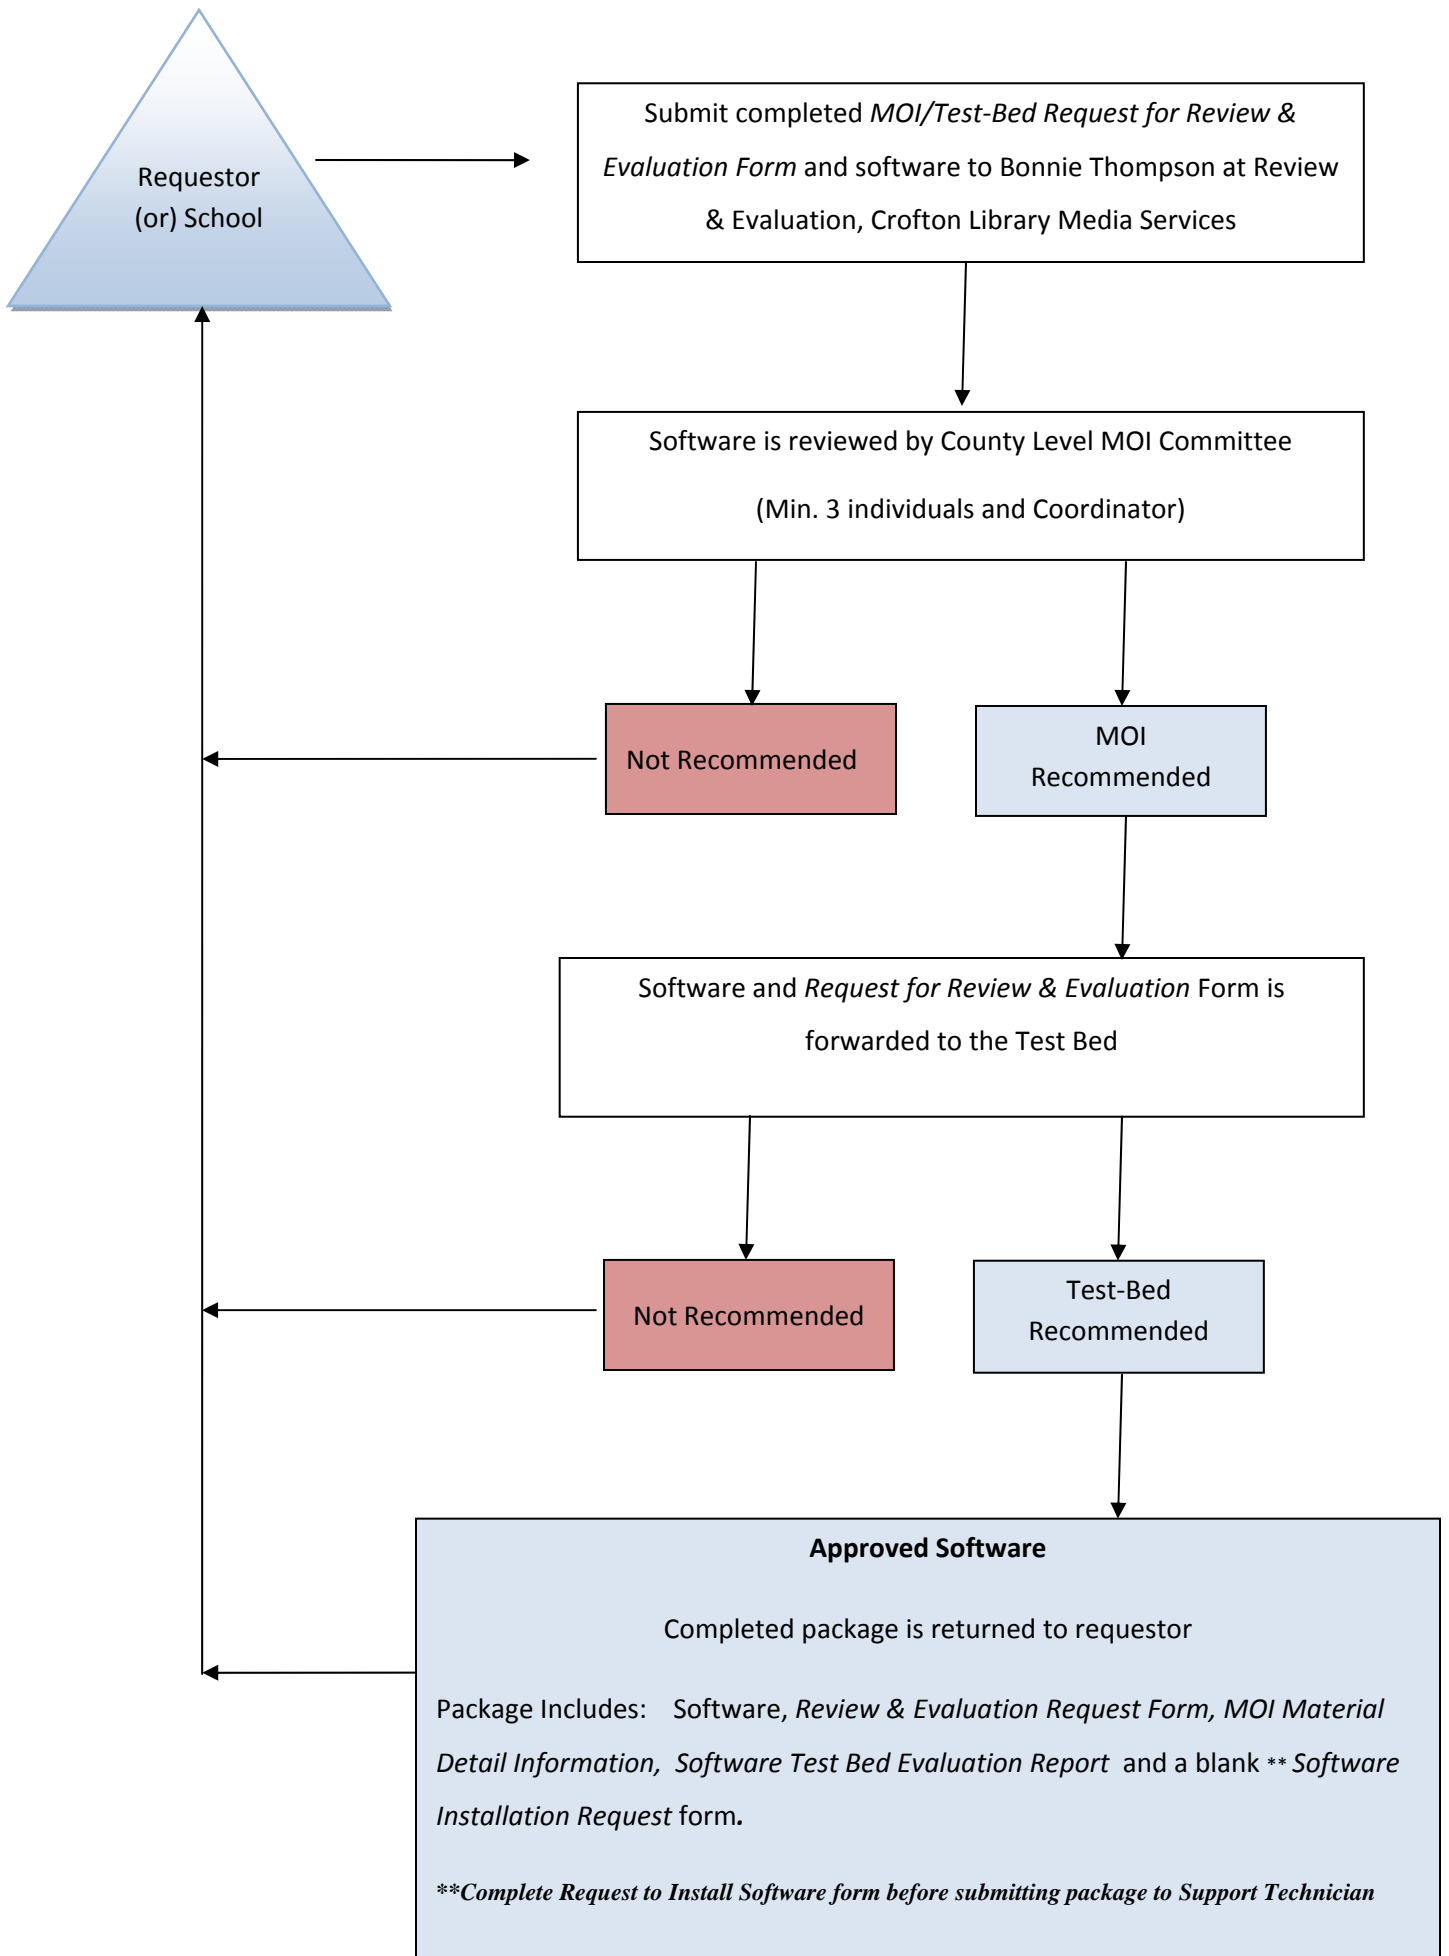 Requestor
(or) School
Submit completed MOI/Test-Bed Request for Review &
Evaluation Form and software to Bonnie Thompson at Review
& Evaluation, Crofton Library Media Services
Software is reviewed by County Level MOI Committee
(Min. 3 individuals and Coordinator)
Not Recommended
MOI
Recommended
Software and Request for Review & Evaluation Form is
forwarded to the Test Bed
Not Recommended
Test-Bed
Recommended
Approved Software
Completed package is returned to requestor
Package Includes: Software, Review & Evaluation Request Form, MOI Material
Detail Information, Software Test Bed Evaluation Report and a blank ** Software
Installation Request form.
**Complete Request to Install Software form before submitting package to Support Technician